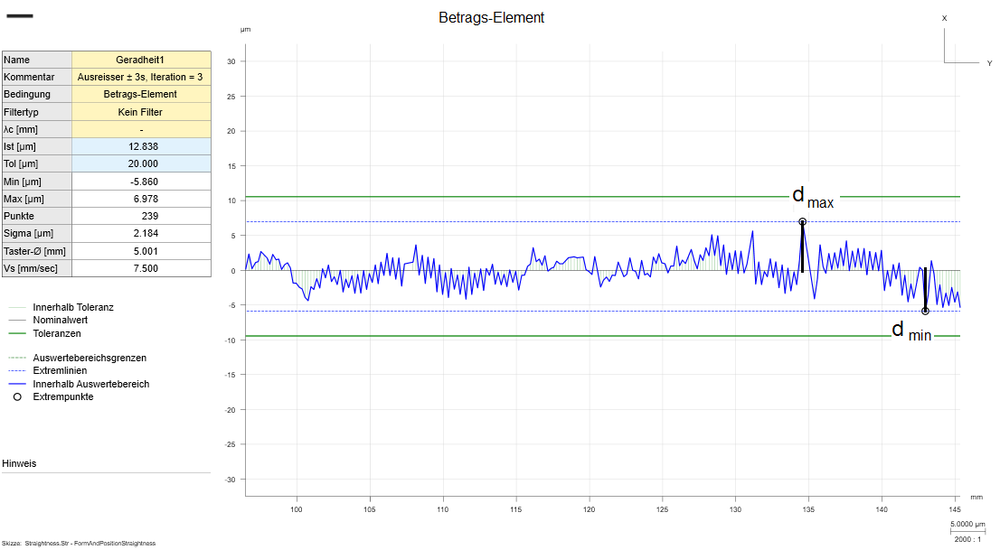 Betrags-Element
Name Geradheit1
Kommentar Ausreisser ± 3s, Iteration = 3
Bedingung Betrags-Element
Filtertyp Kein Filter
λc [mm] -
Ist [µm] 12.838
Tol [µm] 20.000
Min [µm] -5.860
Max [µm] 6.978
Punkte 239
Sigma [µm] 2.184
Taster-Ø [mm] 5.001
Vs [mm/sec] 7.500
Innerhalb Toleranz
Nominalwert
Toleranzen
Auswertebereichsgrenzen
Extremlinien
Innerhalb Auswertebereich
Extrempunkte
Hinweis
µm
30
25
20
15
10
5
0
-5
-10
-15
-20
-25
-30
d max
d min
X
Y
100 105 110 115 120 125 130 135 140 145
mm
5.0000 µm
2000 : 1
Skizze: Straightness.Str - FormAndPositionStraightness